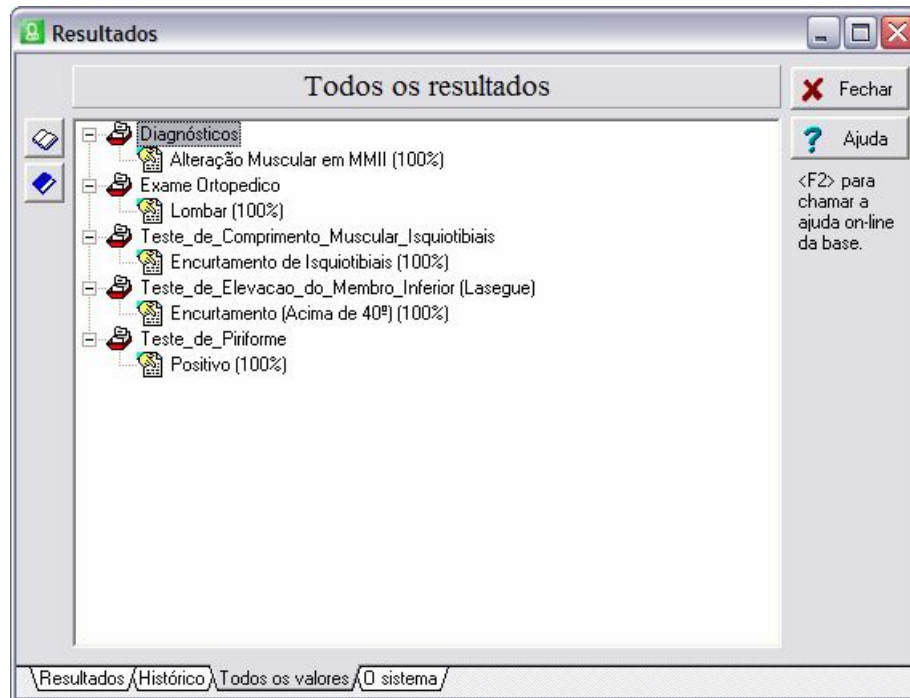 Resultados
Todos os resultados
Fechar
Ajuda
<F2> para
chamar a
ajuda on-line
da base.
Diagnósticos
Alteração Muscular em MMII (100%)
Exame Ortopedico
Lombar (100%)
Teste_de_Comprimento_Muscular_Isquiotibiais
Encurtamento de Isquiotibiais (100%)
Teste_de_Elevacao_do_Membro_Inferior (Lasegue)
Encurtamento (Acima de 40º) (100%)
Teste_de_Piriforme
Positivo (100%)
Resultados Histórico Todos os valores O sistema